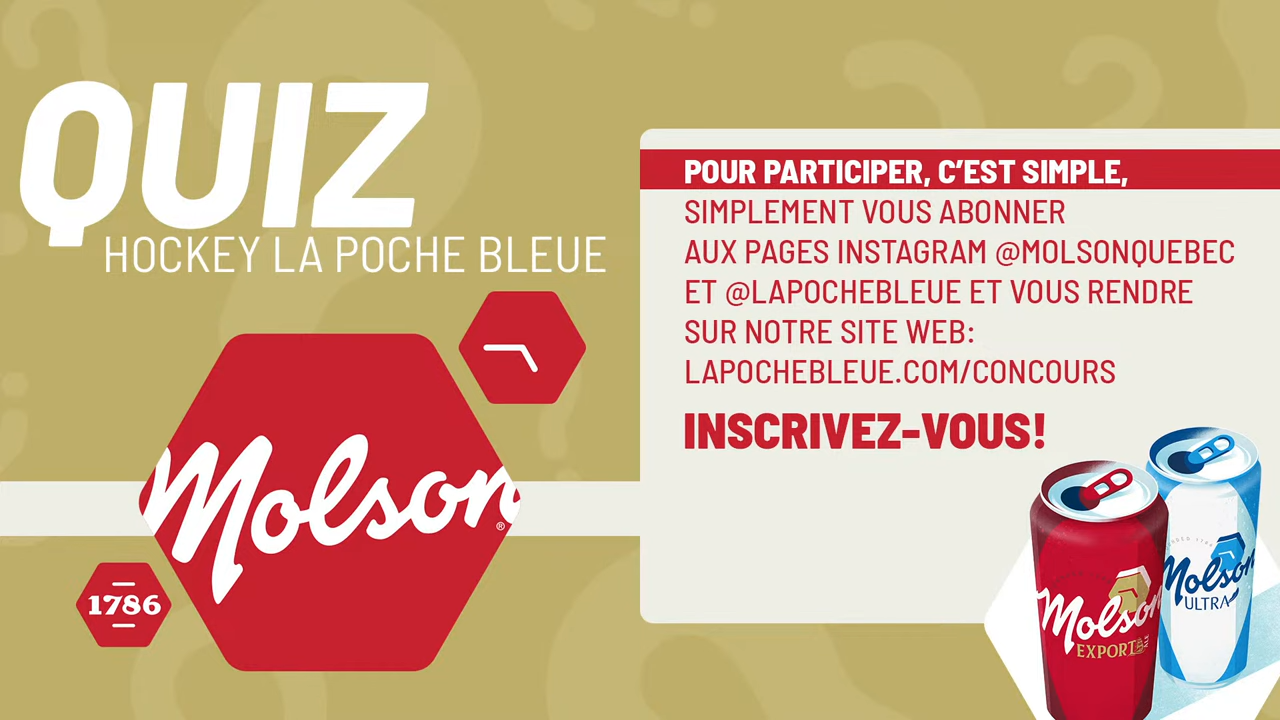 QUIZ
HOCKEY LA POCHE BLEUE
POUR PARTICIPER, C'EST SIMPLE,
SIMPLEMENT VOUS ABONNER
AUX PAGES INSTAGRAM @MOLSONQUEBEC
ET @LAPOCHEBLEUE ET VOUS RENDRE
SUR NOTRE SITE WEB:
LAPOCHEBLEUE.COM/CONCOURS
INSCRIVEZ-VOUS!
Molson®
1786
Molson
EXPORT
Molson
ULTRA